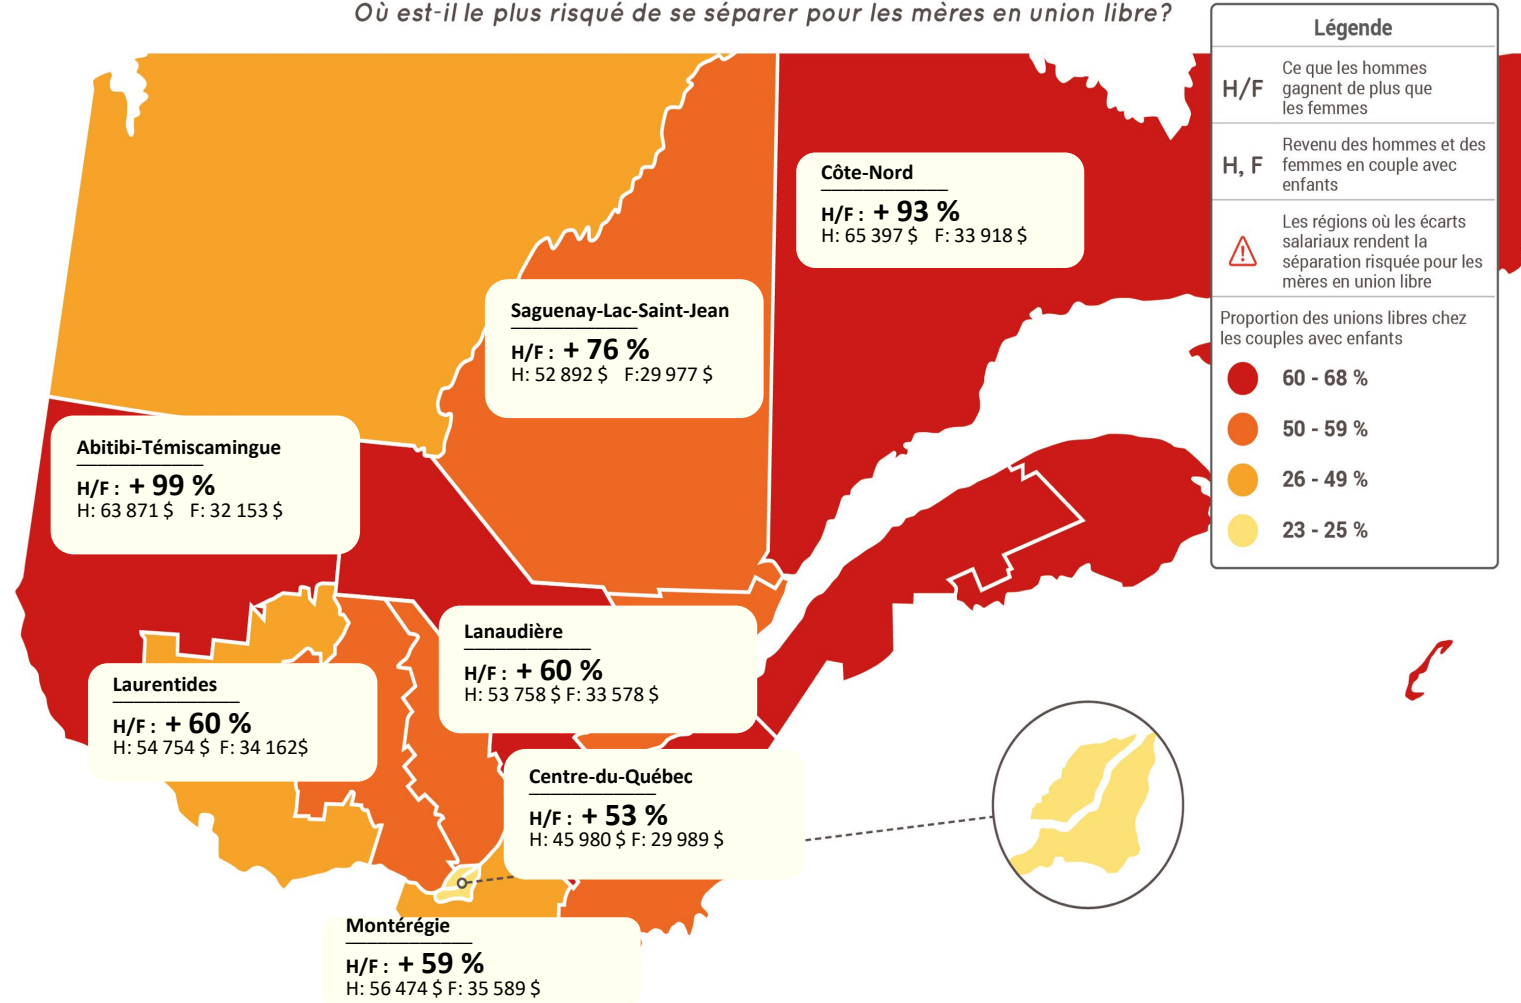 Où est-il le plus risqué de se séparer pour les mères en union libre?
Légende
H/F
Ce que les hommes
gagnent de plus que
les femmes
H, F
Revenu des hommes et des
femmes en couple avec
enfants
Les régions où les écarts
salariaux rendent la
séparation risquée pour les
mères en union libre
Proportion des unions libres chez
les couples avec enfants
60 - 68 %
50 - 59 %
26 - 49 %
23 - 25 %
Côte-Nord
H/F : + 93 %
H: 65 397 $ F: 33 918 $
Saguenay-Lac-Saint-Jean
H/F : + 76 %
H: 52 892 $ F:29 977 $
Abitibi-Témiscamingue
H/F : + 99 %
H: 63 871 $ F: 32 153 $
Lanaudière
H/F : + 60 %
H: 53 758 $ F: 33 578 $
Laurentides
H/F : + 60 %
H: 54 754 $ F: 34 162$
Centre-du-Québec
H/F : + 53 %
H: 45 980 $ F: 29 989 $
Montérégie
H/F : + 59 %
H: 56 474 $ F: 35 589 $